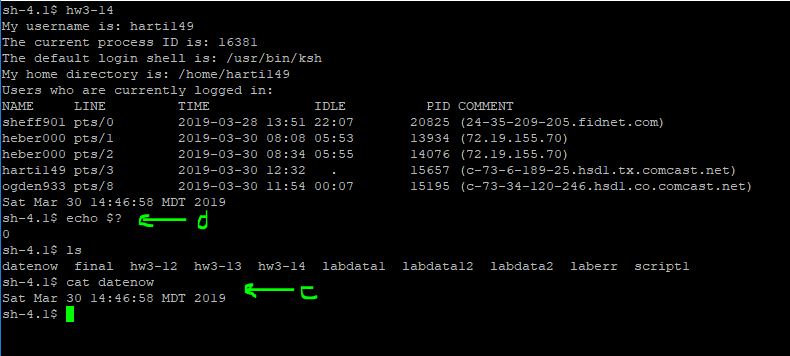 sh-4.1$ hw3-14
My username is: harti149
The current process ID is: 16381
The default login shell is: /usr/bin/ksh
My home directory is: /home/harti149
Users who are currently logged in:
NAME     LINE         TIME             IDLE          PID COMMENT
sheff901 pts/0        2019-03-28 13:51 22:07       20825 (24-35-209-205.fidnet.com)
heber000 pts/1        2019-03-30 08:08 05:53       13934 (72.19.155.70)
heber000 pts/2        2019-03-30 08:34 05:55       14076 (72.19.155.70)
harti149 pts/3        2019-03-30 12:32   .         15657 (c-73-6-189-25.hsd1.tx.comcast.net)
ogden933 pts/8        2019-03-30 11:54 00:07       15195 (c-73-34-120-246.hsd1.co.comcast.net)
Sat Mar 30 14:46:58 MDT 2019
sh-4.1$ echo $? d
0
sh-4.1$ ls
datenow  final  hw3-12  hw3-13  hw3-14  labdata1  labdata12  labdata2  laberr  script1
sh-4.1$ cat datenow c
Sat Mar 30 14:46:58 MDT 2019
sh-4.1$